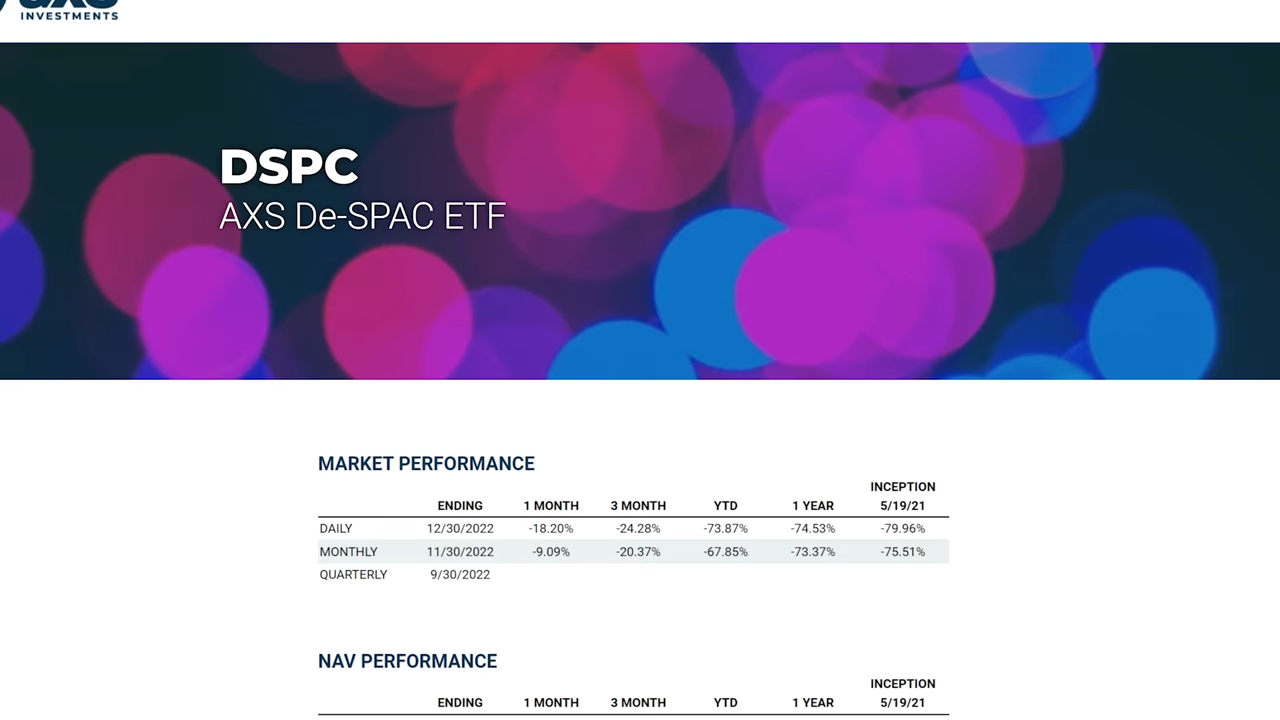 INVESTMENTS
DSPC
AXS De-SPAC ETF
MARKET PERFORMANCE
ENDING 1 MONTH 3 MONTH YTD 1 YEAR INCEPTION 5/19/21
DAILY 12/30/2022 -18.20% -24.28% -73.87% -74.53% -79.96%
MONTHLY 11/30/2022 -9.09% -20.37% -67.85% -73.37% -75.51%
QUARTERLY 9/30/2022
NAV PERFORMANCE
ENDING 1 MONTH 3 MONTH YTD 1 YEAR INCEPTION 5/19/21